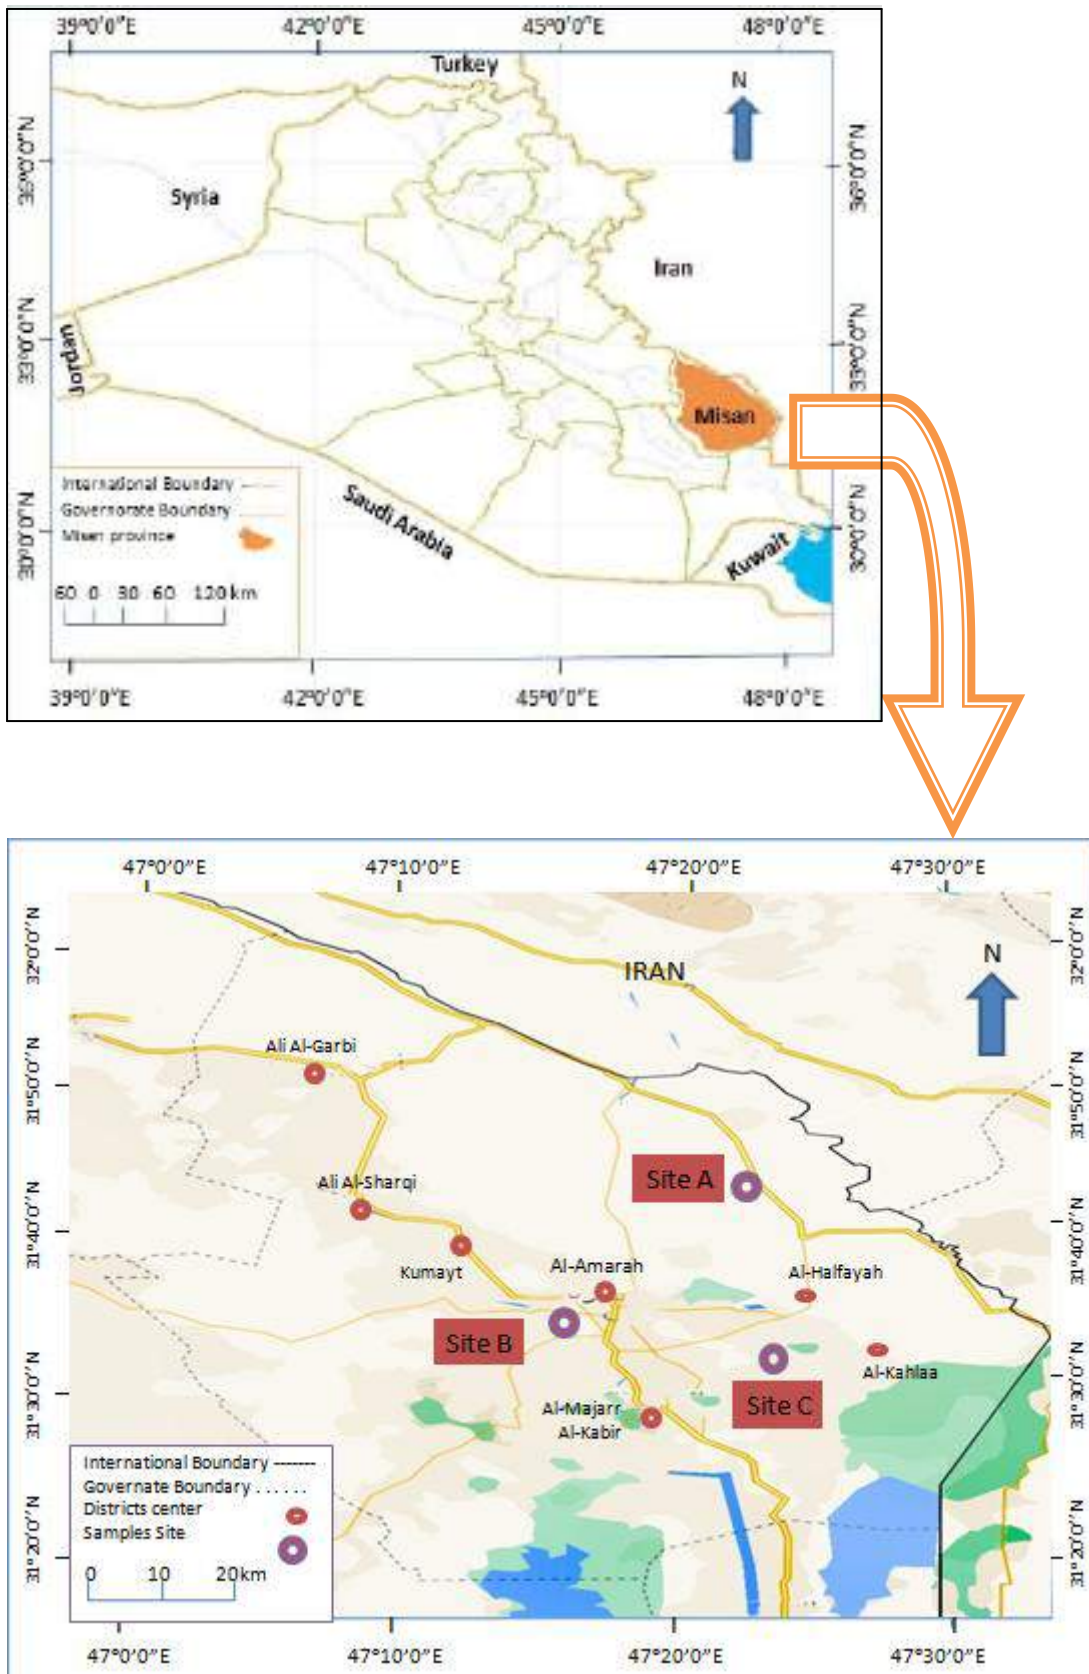 39°0'0"E 42°0'0"E 45°0'0"E 48°0'0"E
Turkey
N
36°0'0"N
36°0'0"N
Syria
Iran
33°0'0"N
33°0'0"N
Jordan
Misan
International Boundary
Governorate Boundary
Misan province
Saudi Arabia
Kuwait
30°0'0"N
30°0'0"N
60 0 30 60 120 km
39°0'0"E 42°0'0"E 45°0'0"E 48°0'0"E
47°0'0"E 47°10'0"E 47°20'0"E 47°30'0"E
32°0'0"N
32°0'0"N
IRAN
N
Ali Al-Garbi
31°50'0"N
31°50'0"N
Site A
Ali Al-Sharqi
31°40'0"N
31°40'0"N
Kumayt
Al-Amarah
Al-Halfayah
Site B
Al-Kahlaa
31°30'0"N
31°30'0"N
Site C
Al-Majarr
Al-Kabir
International Boundary
Governate Boundary
Districts center
Samples Site
0 10 20km
31°20'0"N
31°20'0"N
47°0'0"E 47°10'0"E 47°20'0"E 47°30'0"E